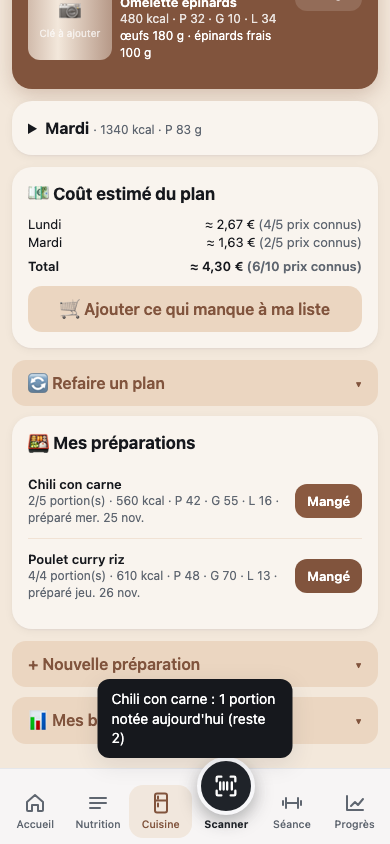 Omelette épinards
480 kcal · P 32 · G 10 · L 34
œufs 180 g · épinards frais
100 g
Clé à ajouter
▶ Mardi · 1340 kcal · P 83 g
💶 Coût estimé du plan
Lundi ≈ 2,67 € (4/5 prix connus)
Mardi ≈ 1,63 € (2/5 prix connus)
Total ≈ 4,30 € (6/10 prix connus)
🛒 Ajouter ce qui manque à ma liste
🔄 Refaire un plan ▾
🍱 Mes préparations
Chili con carne
2/5 portion(s) · 560 kcal · P 42 · G 55 · L 16 ·
préparé mer. 25 nov.
Mangé
Poulet curry riz
4/4 portion(s) · 610 kcal · P 48 · G 70 · L 13 ·
préparé jeu. 26 nov.
Mangé
+ Nouvelle préparation ▾
📊 Mes b ▾
Chili con carne : 1 portion
notée aujourd'hui (reste
2)
Accueil
Nutrition
Cuisine
Scanner
Séance
Progrès